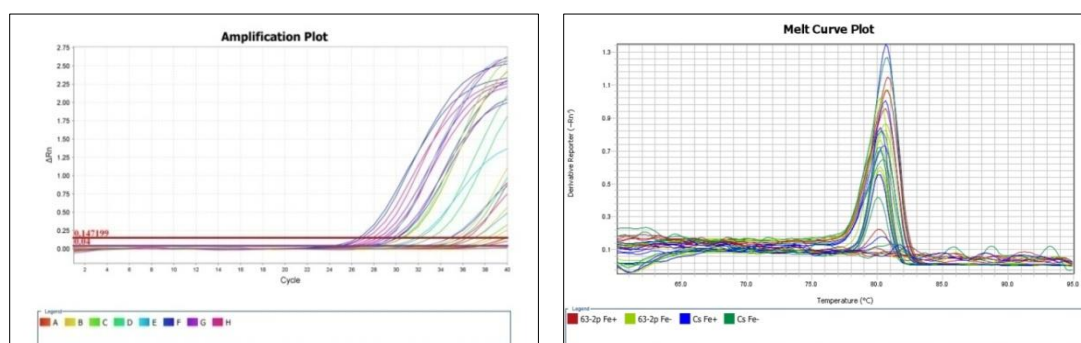 Amplification Plot
2.75
2.50
2.25
2.00
1.75
1.50
1.25
1.00
0.75
0.50
0.25
0.00
ΔRn
0.147199
0.04
2 4 6 8 10 12 14 16 18 20 22 24 26 28 30 32 34 36 38 40
Cycle
Legend
A B C D E F G H
Melt Curve Plot
1.3
1.1
0.9
0.7
0.5
0.3
0.1
Derivative Reporter (-Rn')
65.0 70.0 75.0 80.0 85.0 90.0 95.0
Temperature (°C)
Legend
63-2p Fe+ 63-2p Fe- Cs Fe+ Cs Fe-